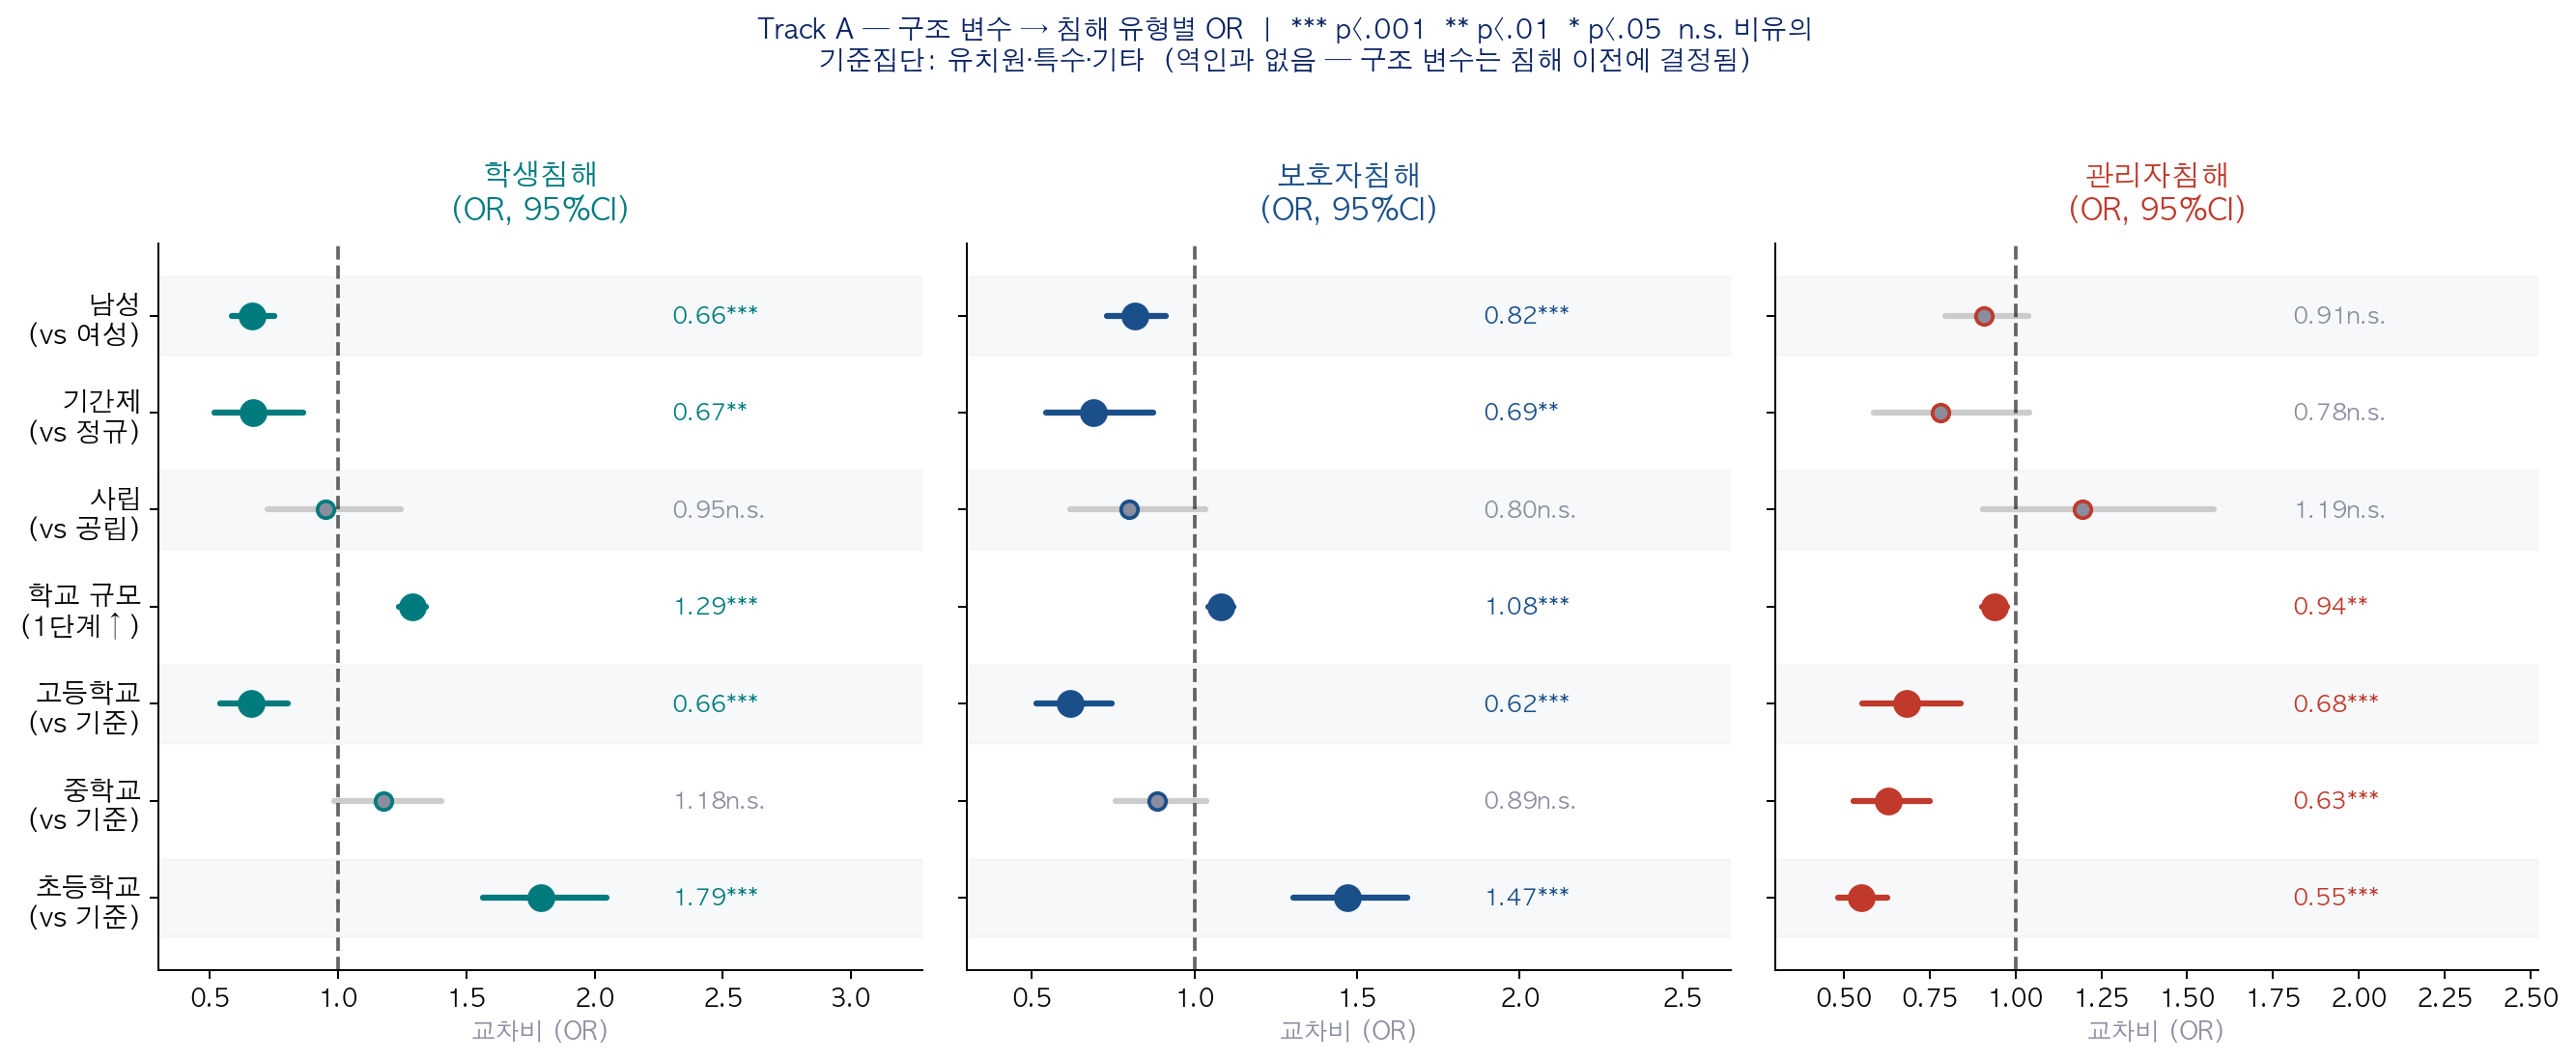 Track A — 구조 변수 → 침해 유형별 OR | *** p<.001 ** p<.01 * p<.05 n.s. 비유의
기준집단: 유치원·특수·기타 (역인과 없음 — 구조 변수는 침해 이전에 결정됨)
학생침해
(OR, 95%CI)
보호자침해
(OR, 95%CI)
관리자침해
(OR, 95%CI)
남성
(vs 여성)
0.66***
0.82***
0.91n.s.
기간제
(vs 정규)
0.67**
0.69**
0.78n.s.
사립
(vs 공립)
0.95n.s.
0.80n.s.
1.19n.s.
학교 규모
(1단계↑)
1.29***
1.08***
0.94**
고등학교
(vs 기준)
0.66***
0.62***
0.68***
중학교
(vs 기준)
1.18n.s.
0.89n.s.
0.63***
초등학교
(vs 기준)
1.79***
1.47***
0.55***
0.5 1.0 1.5 2.0 2.5 3.0
0.5 1.0 1.5 2.0 2.5
0.50 0.75 1.00 1.25 1.50 1.75 2.00 2.25 2.50
교차비 (OR)
교차비 (OR)
교차비 (OR)